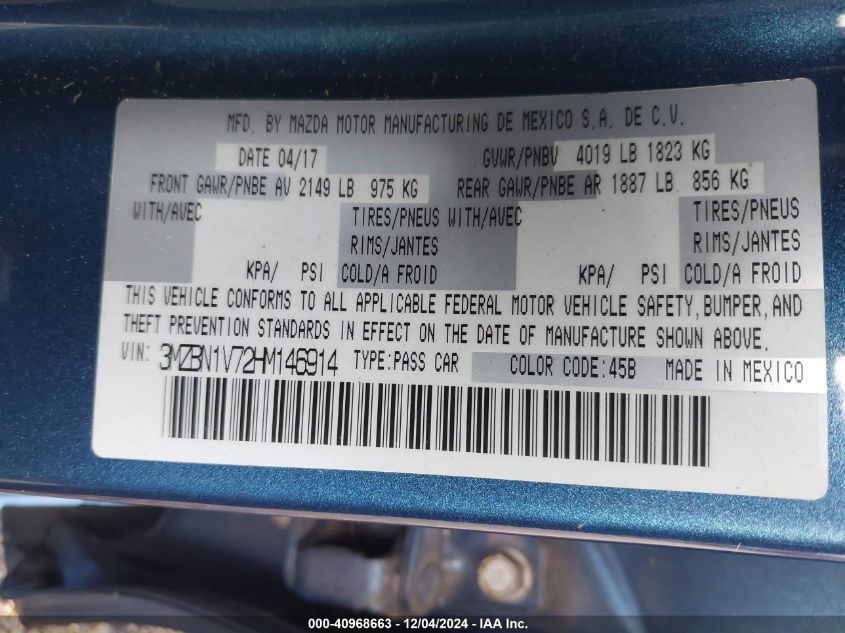 MFD. BY MAZDA MOTOR MANUFACTURING DE MEXICO S.A. DE C.V.
DATE 04/17 GVWR/PNBV 4019 LB 1823 KG
FRONT GAWR/PNBE AV 2149 LB 975 KG REAR GAWR/PNBE AR 1887 LB 856 KG
WITH/AVEC TIRES/PNEUS WITH/AVEC TIRES/PNEUS
RIMS/JANTES RIMS/JANTES
KPA/ PSI COLD/A FROID KPA/ PSI COLD/A FROID
THIS VEHICLE CONFORMS TO ALL APPLICABLE FEDERAL MOTOR VEHICLE SAFETY, BUMPER, AND
THEFT PREVENTION STANDARDS IN EFFECT ON THE DATE OF MANUFACTURE SHOWN ABOVE.
VIN: 3MZBN1V72HM146914 TYPE:PASS CAR COLOR CODE:45B MADE IN MEXICO
000-40968663 - 12/04/2024 - IAA Inc.